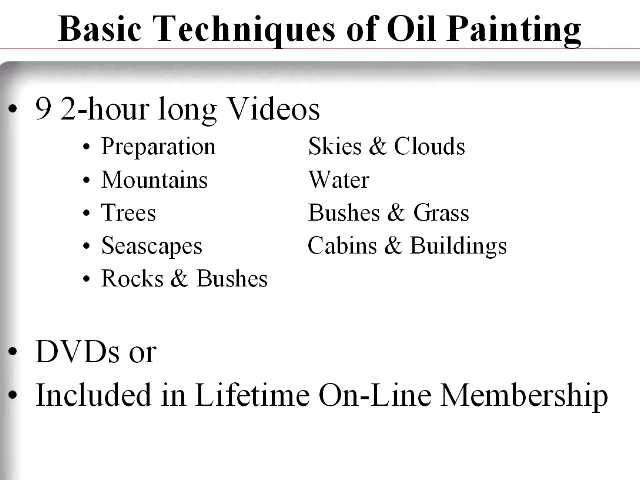 Basic Techniques of Oil Painting
• 9 2-hour long Videos
• Preparation Skies & Clouds
• Mountains Water
• Trees Bushes & Grass
• Seascapes Cabins & Buildings
• Rocks & Bushes
• DVDs or
• Included in Lifetime On-Line Membership